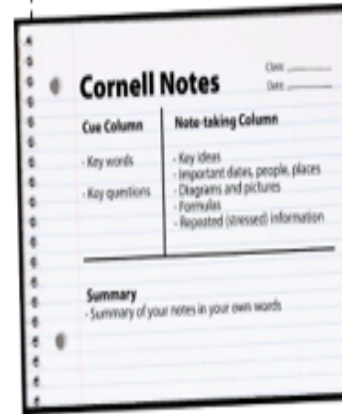 Cornell Notes
Class
Date
Cue Column
- Key words
- Key questions
Note-taking Column
- Key ideas
- Important dates, people, places
- Diagrams and pictures
- Formulas
- Repeated (stressed) information
Summary
- Summary of your notes in your own words